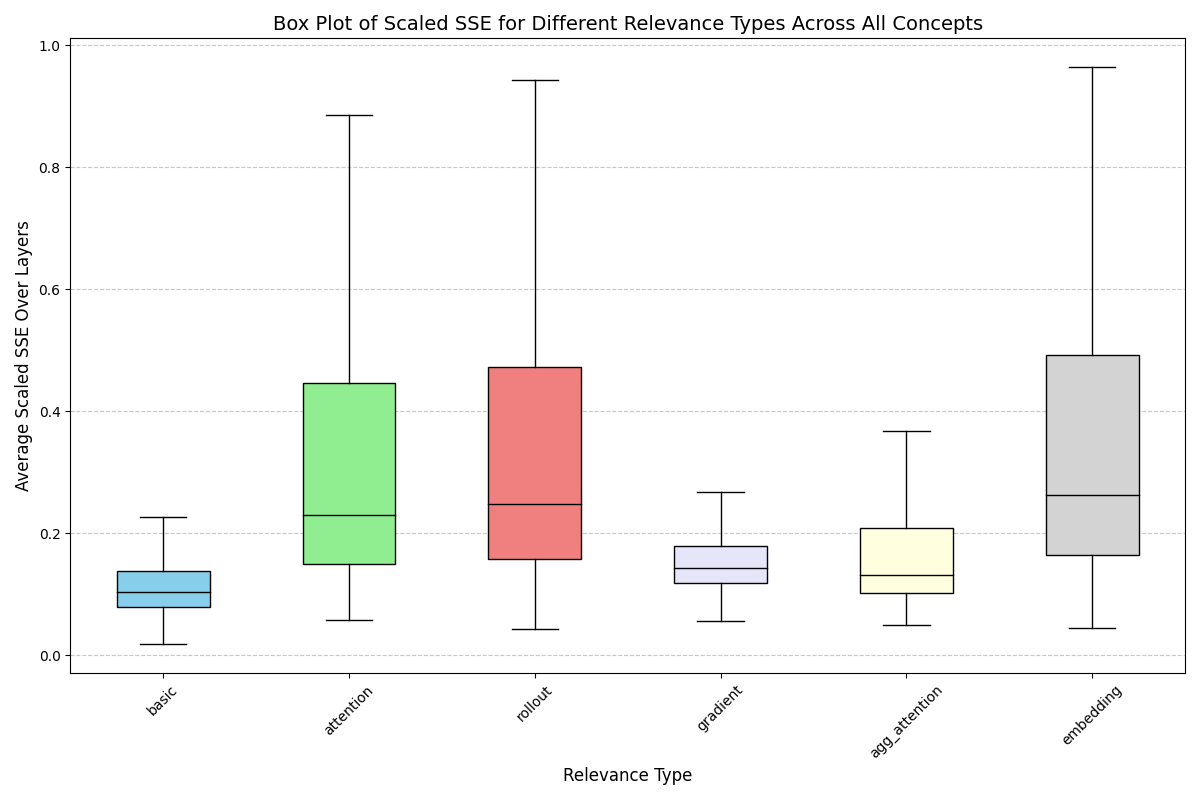 Box Plot of Scaled SSE for Different Relevance Types Across All Concepts
Average Scaled SSE Over Layers
1.0
0.8
0.6
0.4
0.2
0.0
basic
attention
rollout
gradient
agg_attention
embedding
Relevance Type